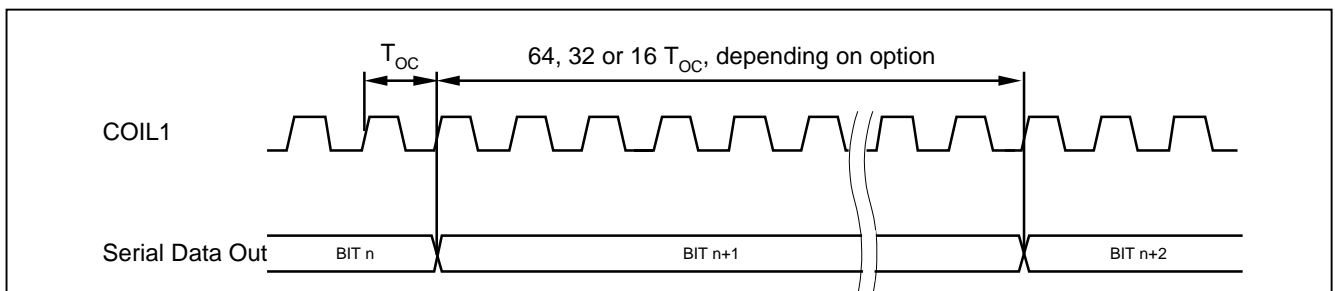 T_OC
64, 32 or 16 T_OC, depending on option
COIL1
Serial Data Out
BIT n
BIT n+1
BIT n+2